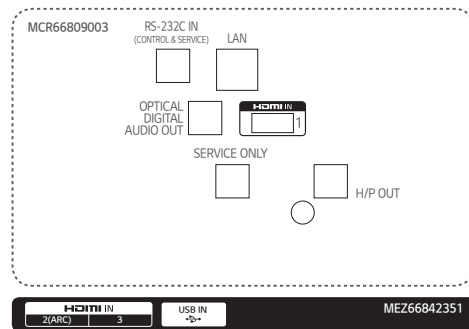 MCR66809003
RS-232C IN
(CONTROL & SERVICE)
LAN
OPTICAL
DIGITAL
AUDIO OUT
HDMI IN
1
SERVICE ONLY
H/P OUT
HDMI IN
2(ARC) 3
USB IN
MEZ66842351